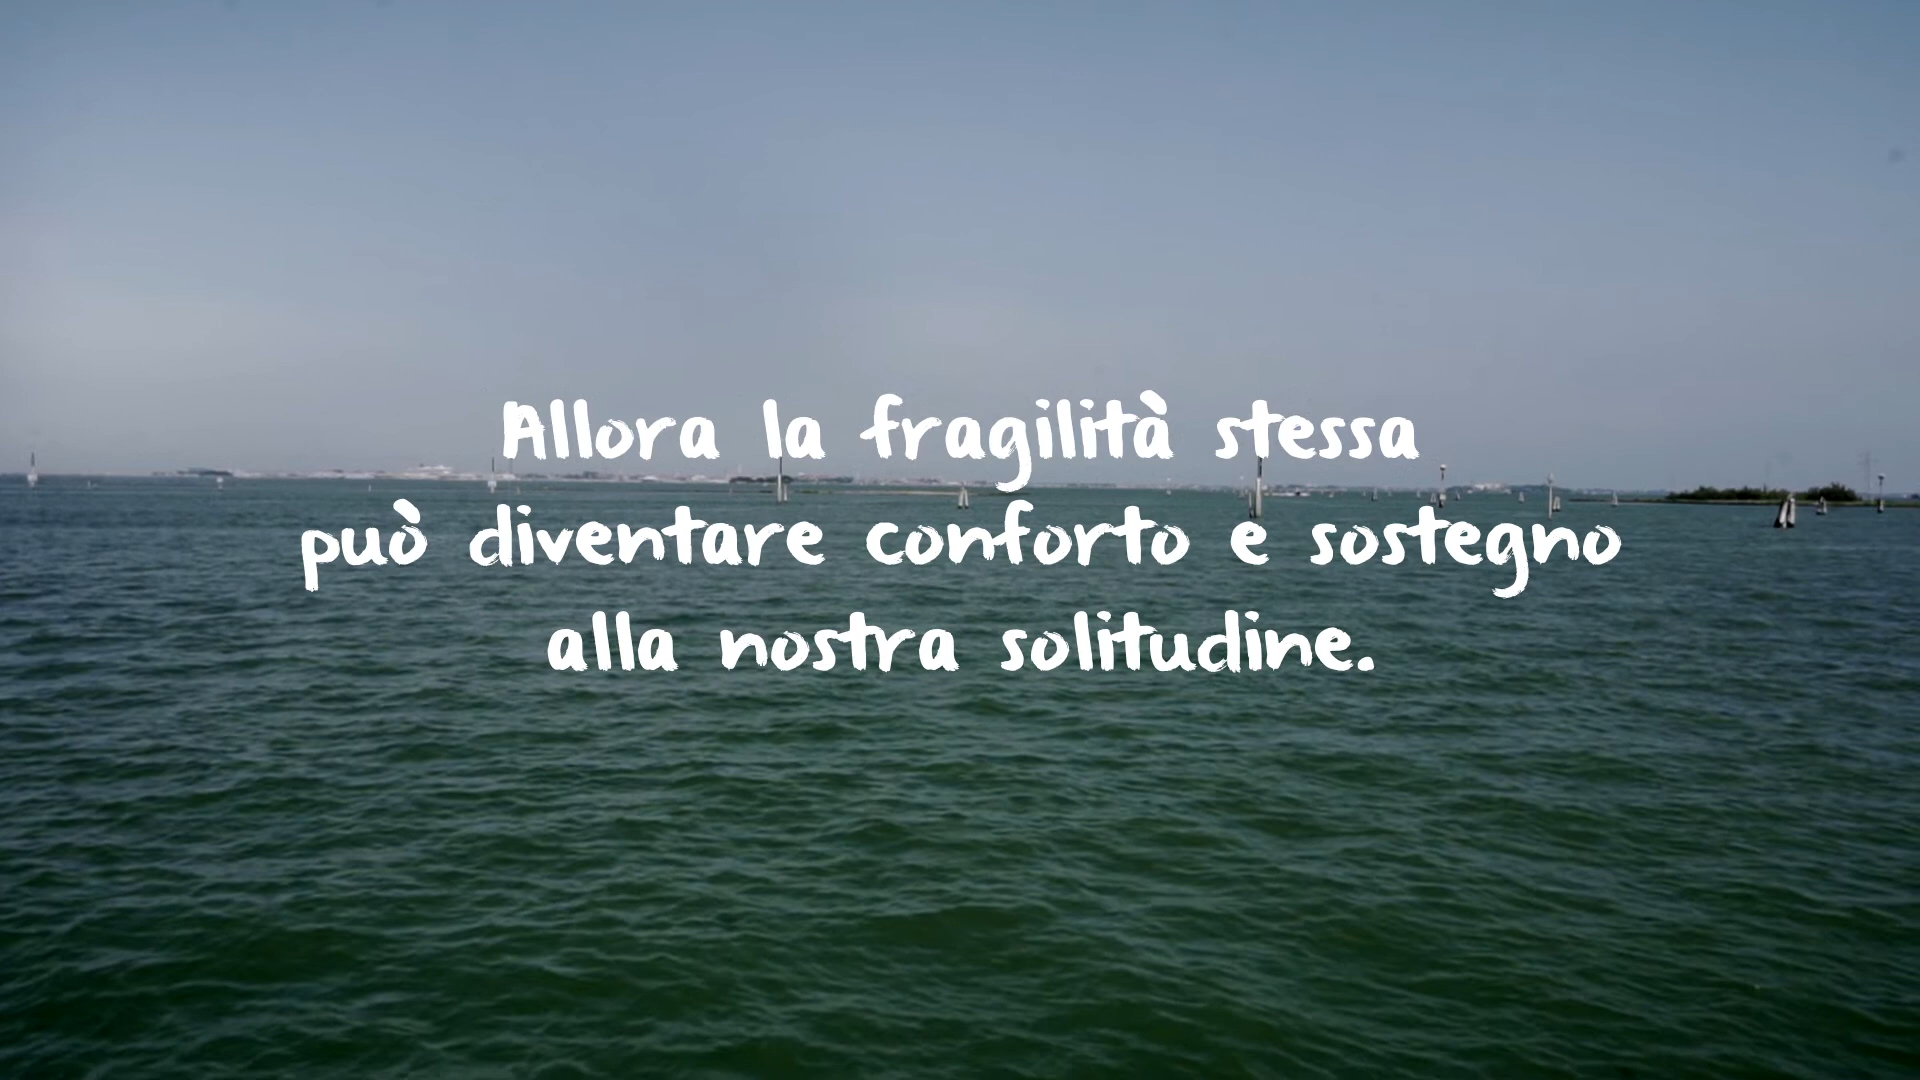 Allora la fragilità stessa
può diventare conforto e sostegno
alla nostra solitudine.